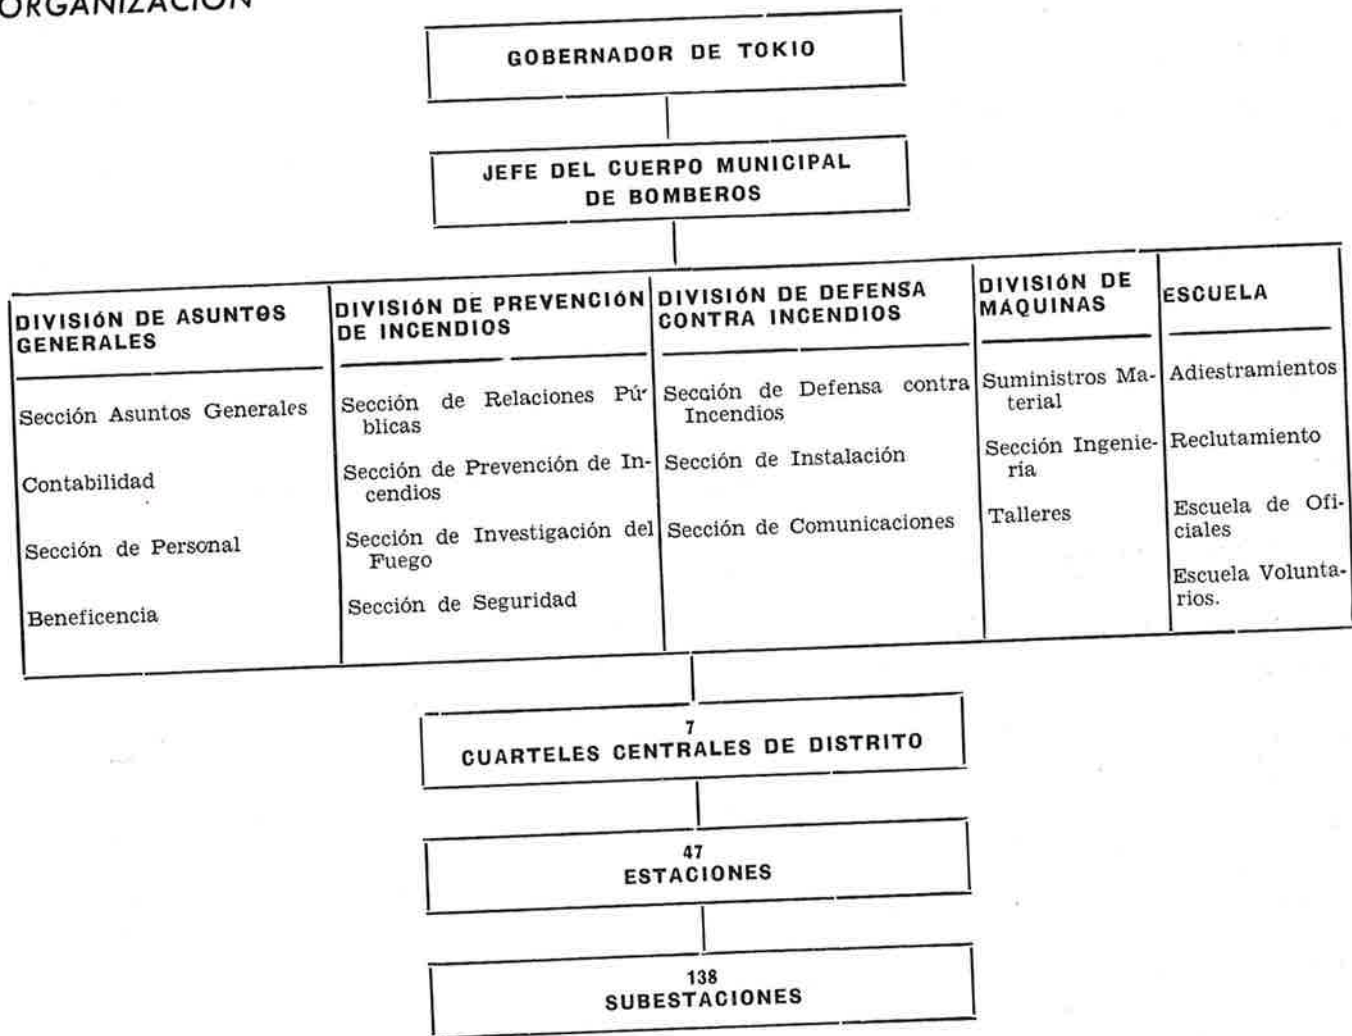 ORGANIZACIÓN
GOBERNADOR DE TOKIO
JEFE DEL CUERPO MUNICIPAL
DE BOMBEROS
DIVISIÓN DE ASUNTOS
GENERALES
Sección Asuntos Generales
Contabilidad
Sección de Personal
Beneficencia
DIVISIÓN DE PREVENCIÓN
DE INCENDIOS
Sección de Relaciones Pú-
blicas
Sección de Prevención de In-
cendios
Sección de Investigación del
Fuego
Sección de Seguridad
DIVISIÓN DE DEFENSA
CONTRA INCENDIOS
Sección de Defensa contra
Incendios
Sección de Instalación
Sección de Comunicaciones
DIVISIÓN DE
MÁQUINAS
Suministros Ma-
terial
Sección Ingenie-
ría
Talleres
ESCUELA
Adiestramientos
Reclutamiento
Escuela de Ofi-
ciales
Escuela Volunta-
rios.
7
CUARTELES CENTRALES DE DISTRITO
47
ESTACIONES
138
SUBESTACIONES